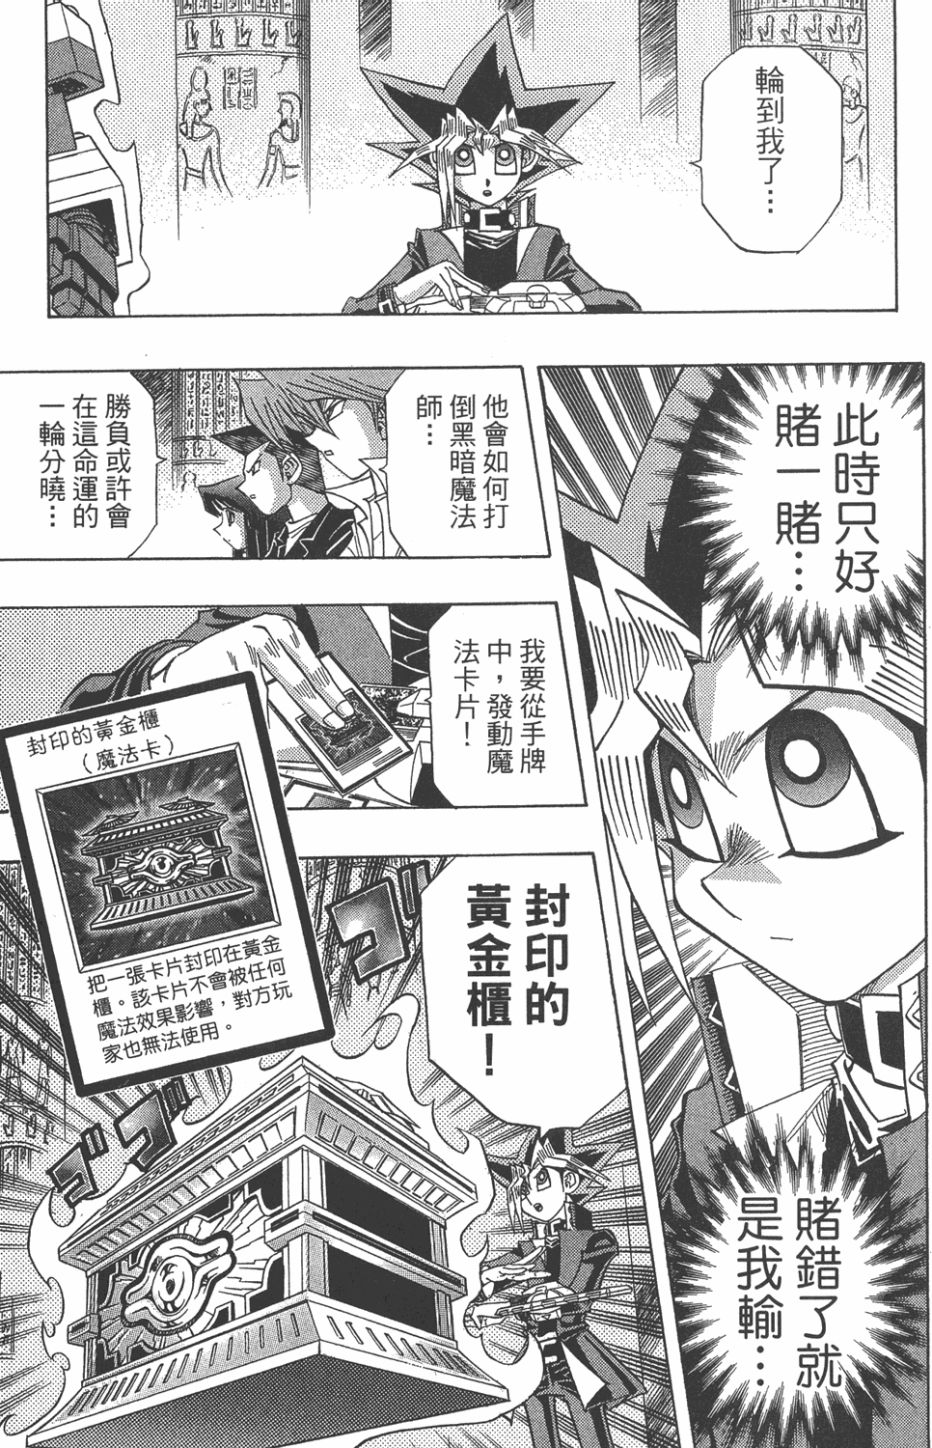 輪到我了…
此時只好
賭一賭…
賭錯了就
是我輸…
他會如何打
倒黑暗魔法
師…
勝負或許會
在這命運的
一輪分曉…
我要從手牌
中，發動魔
法卡片！
封印的黃金櫃
（魔法卡）
把一張卡片封印在黃金
櫃。該卡片不會被任何
魔法效果影響，對方玩
家也無法使用。
封印的
黃金櫃！
ゴゴ
ゴゴ